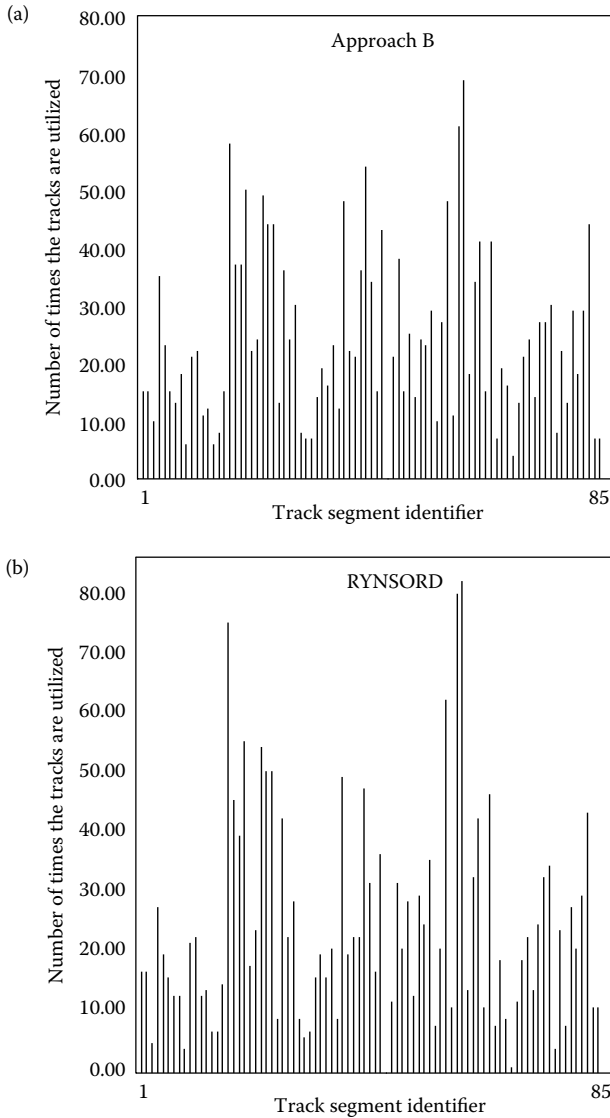 (a)
Approach B
Number of times the tracks are utilized
80.00
70.00
60.00
50.00
40.00
30.00
20.00
10.00
0.00
1 85
Track segment identifier
(b)
RYNSORD
Number of times the tracks are utilized
80.00
70.00
60.00
50.00
40.00
30.00
20.00
10.00
0.00
1 85
Track segment identifier